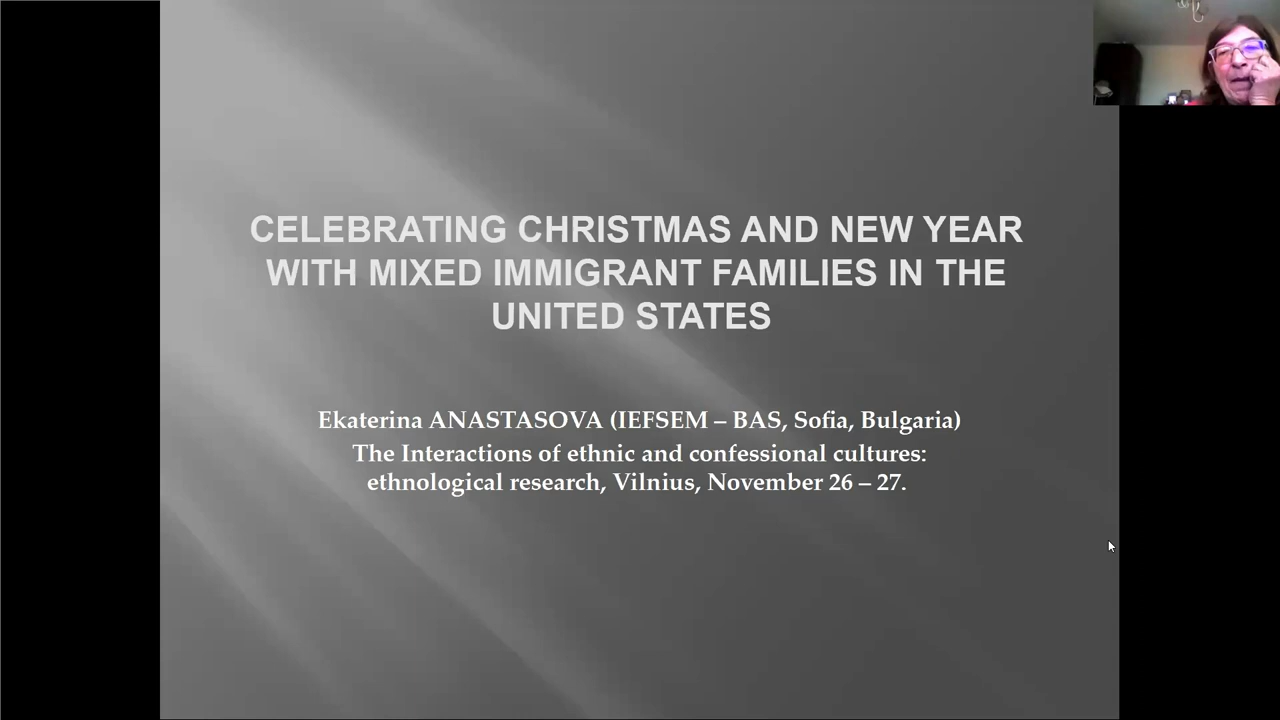 CELEBRATING CHRISTMAS AND NEW YEAR
WITH MIXED IMMIGRANT FAMILIES IN THE
UNITED STATES
Ekaterina ANASTASOVA (IEFSEM – BAS, Sofia, Bulgaria)
The Interactions of ethnic and confessional cultures:
ethnological research, Vilnius, November 26 – 27.